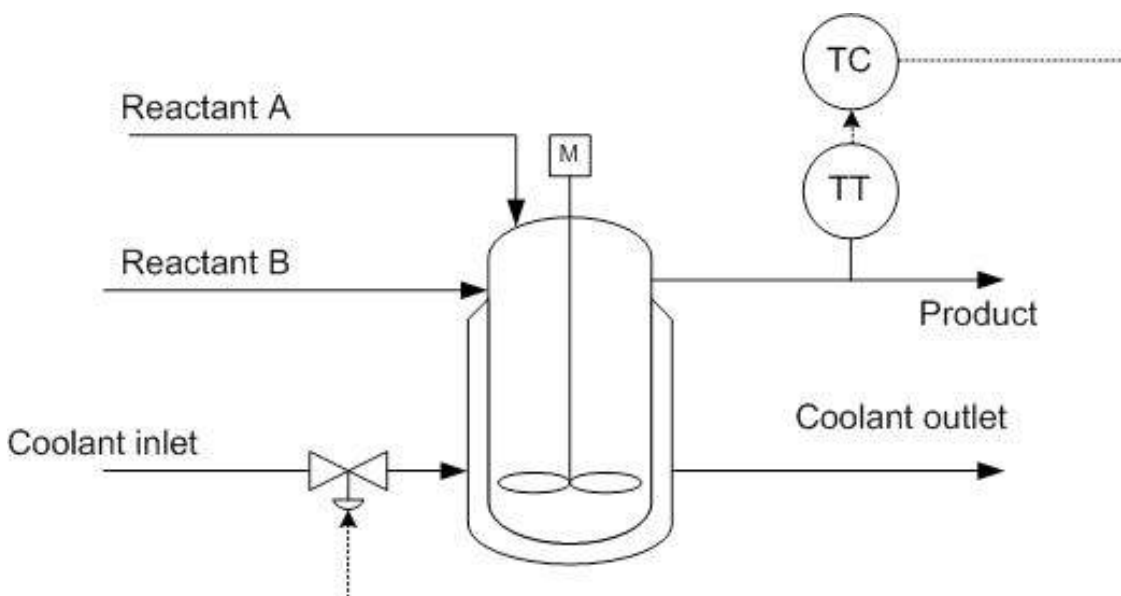 TC
Reactant A
M
TT
Reactant B
Product
Coolant inlet
Coolant outlet